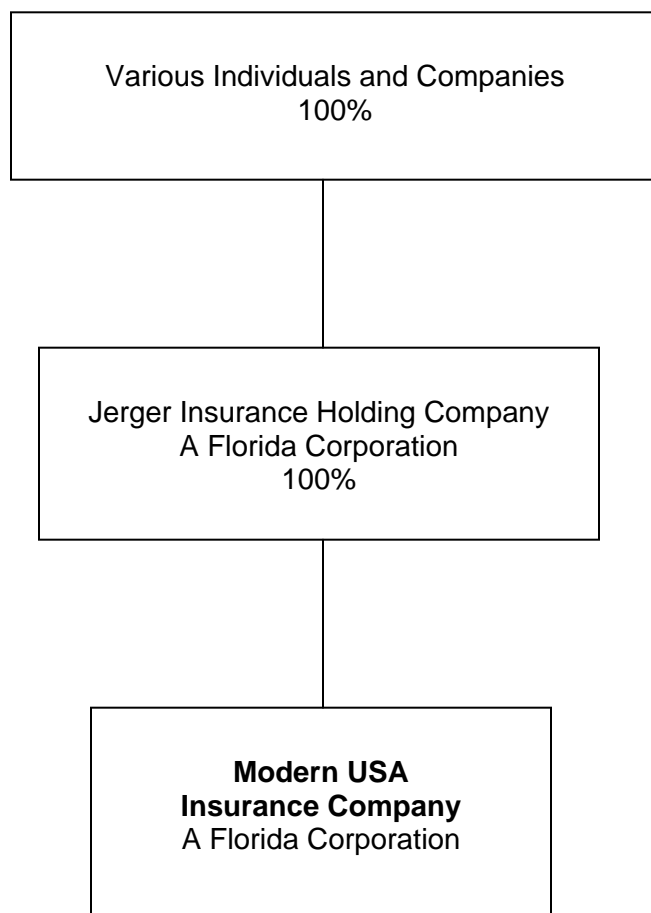 Various Individuals and Companies
100%
Jerger Insurance Holding Company
A Florida Corporation
100%
Modern USA
Insurance Company
A Florida Corporation